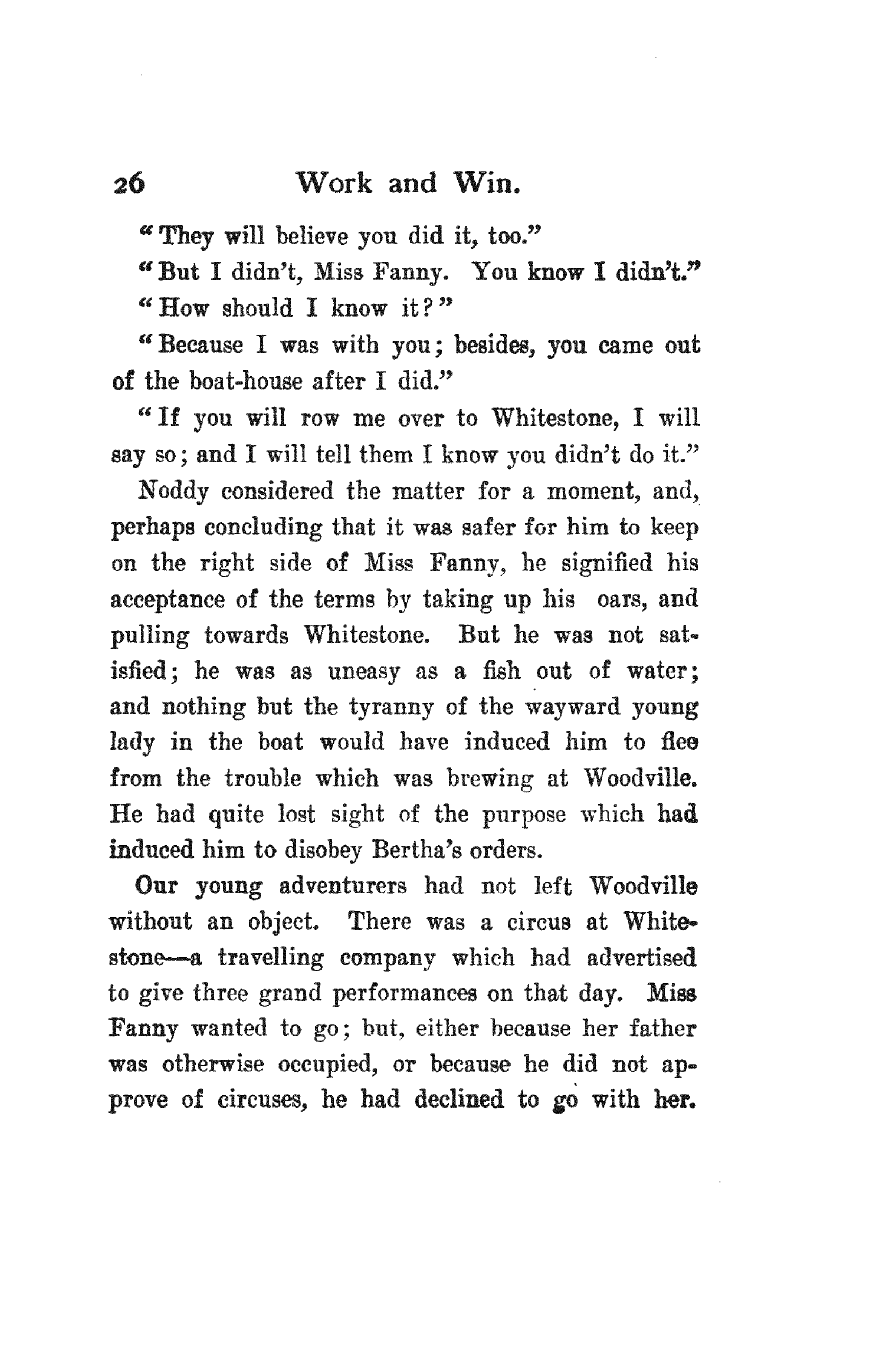 26 Work and Win.
“They will believe you did it, too.”
“But I didn’t, Miss Fanny. You know I didn’t.”
“How should I know it?”
“Because I was with you; besides, you came out
of the boat-house after I did.”
“If you will row me over to Whitestone, I will
say so; and I will tell them I know you didn’t do it.”
Noddy considered the matter for a moment, and,
perhaps concluding that it was safer for him to keep
on the right side of Miss Fanny, he signified his
acceptance of the terms by taking up his oars, and
pulling towards Whitestone. But he was not sat-
isfied; he was as uneasy as a fish out of water;
and nothing but the tyranny of the wayward young
lady in the boat would have induced him to flee
from the trouble which was brewing at Woodville.
He had quite lost sight of the purpose which had
induced him to disobey Bertha’s orders.
Our young adventurers had not left Woodville
without an object. There was a circus at White-
stone—a travelling company which had advertised
to give three grand performances on that day. Miss
Fanny wanted to go; but, either because her father
was otherwise occupied, or because he did not ap-
prove of circuses, he had declined to go with her.